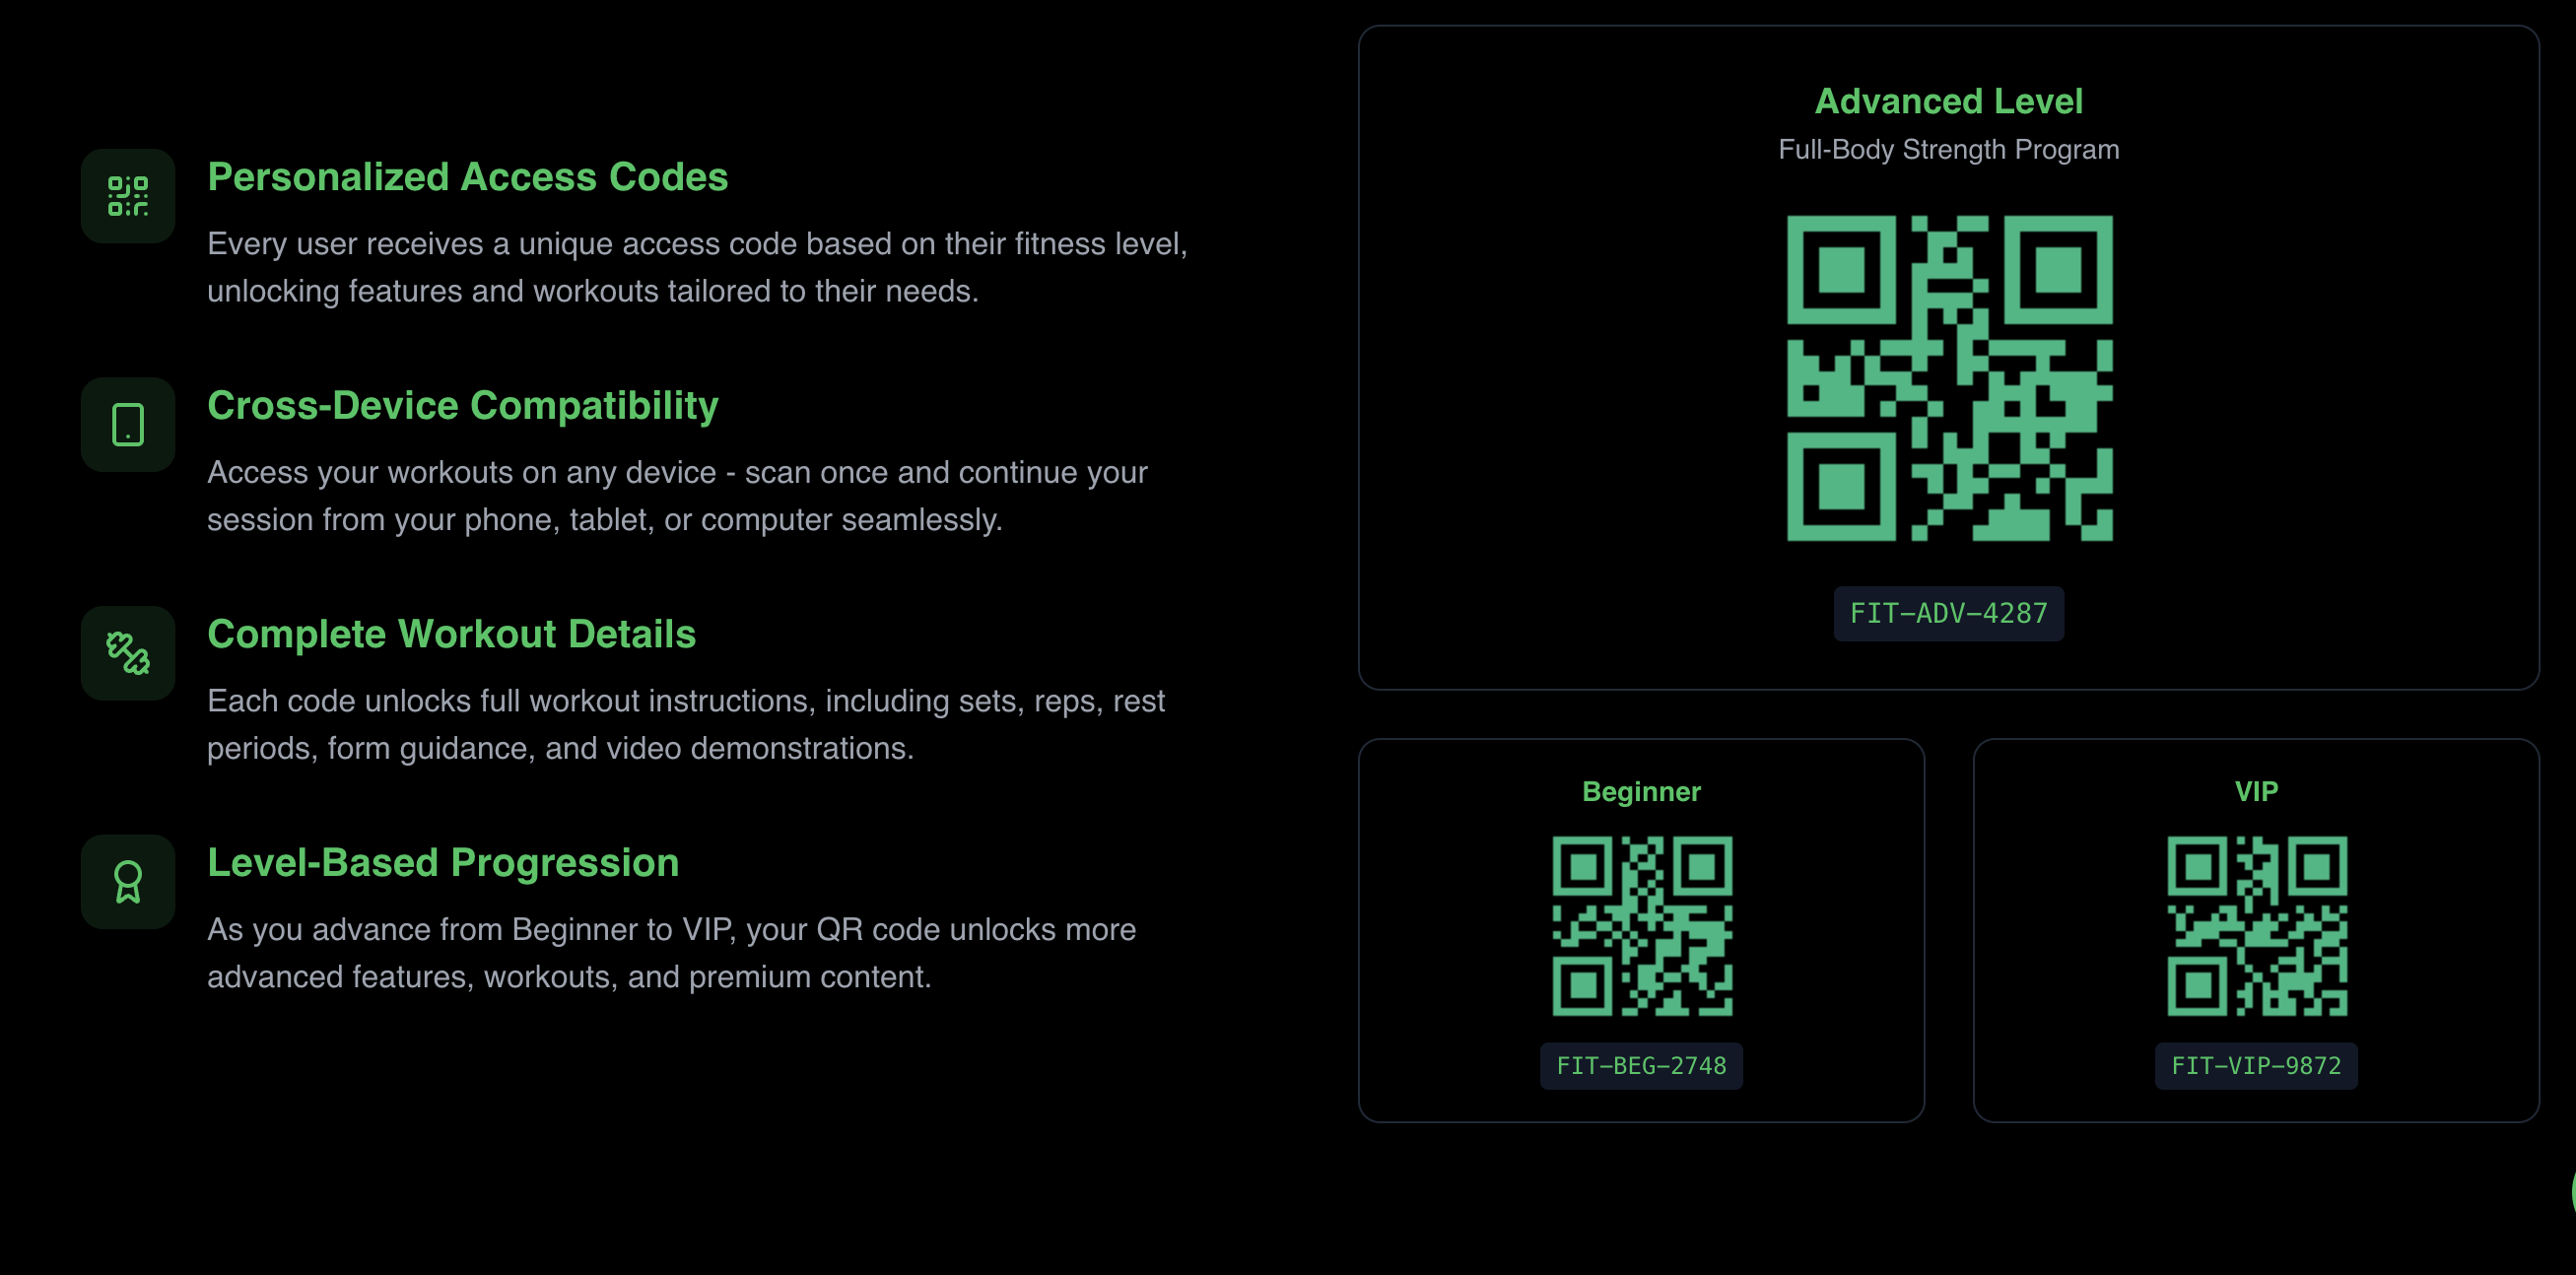 Personalized Access Codes
Every user receives a unique access code based on their fitness level,
unlocking features and workouts tailored to their needs.
Cross-Device Compatibility
Access your workouts on any device - scan once and continue your
session from your phone, tablet, or computer seamlessly.
Complete Workout Details
Each code unlocks full workout instructions, including sets, reps, rest
periods, form guidance, and video demonstrations.
Level-Based Progression
As you advance from Beginner to VIP, your QR code unlocks more
advanced features, workouts, and premium content.
Advanced Level
Full-Body Strength Program
FIT-ADV-4287
Beginner
FIT-BEG-2748
VIP
FIT-VIP-9872